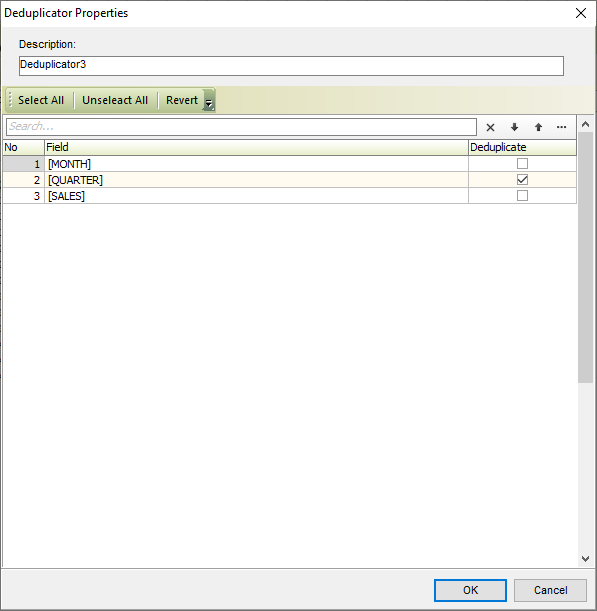 Deduplicator Properties
Description:
Deduplicator3
Select All Unseleact All Revert
Search...
No Field Deduplicate
1 [MONTH]
2 [QUARTER]
3 [SALES]
OK Cancel